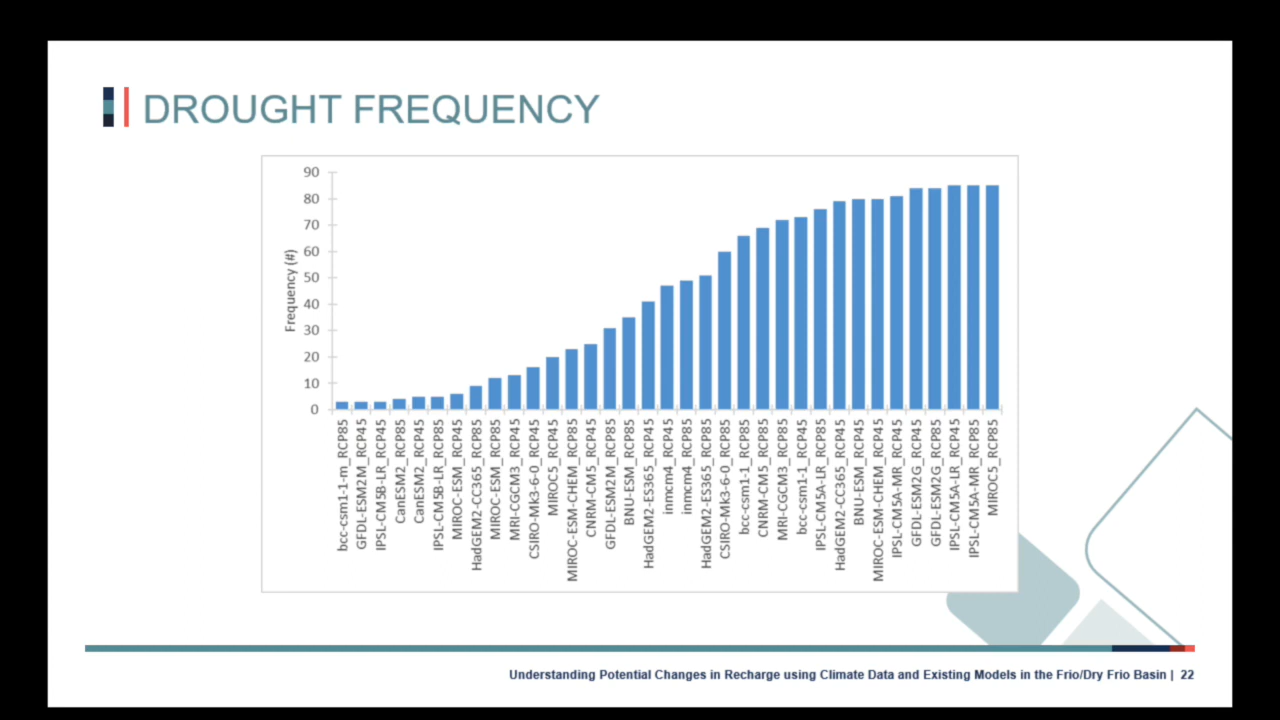 DROUGHT FREQUENCY
Frequency (#)
90
80
70
60
50
40
30
20
10
0
bcc-csm1-1-m_RCP85
GFDL-ESM2M_RCP45
IPSL-CM5B-LR_RCP45
CanESM2_RCP85
CanESM2_RCP45
IPSL-CM5B-LR_RCP85
MIROC-ESM_RCP45
HadGEM2-CC365_RCP85
MIROC-ESM_RCP85
MRI-CGCM3_RCP45
CSIRO-Mk3-6-0_RCP45
MIROC5_RCP45
MIROC-ESM-CHEM_RCP85
CNRM-CM5_RCP45
GFDL-ESM2M_RCP85
BNU-ESM_RCP85
HadGEM2-ES365_RCP45
inmcm4_RCP45
inmcm4_RCP85
HadGEM2-ES365_RCP85
CSIRO-Mk3-6-0_RCP85
bcc-csm1-1_RCP85
CNRM-CM5_RCP85
MRI-CGCM3_RCP85
bcc-csm1-1_RCP45
IPSL-CM5A-LR_RCP85
HadGEM2-CC365_RCP45
BNU-ESM_RCP45
MIROC-ESM-CHEM_RCP45
IPSL-CM5A-MR_RCP45
GFDL-ESM2G_RCP45
GFDL-ESM2G_RCP85
IPSL-CM5A-LR_RCP45
IPSL-CM5A-MR_RCP85
MIROC5_RCP85
Understanding Potential Changes in Recharge using Climate Data and Existing Models in the Frio/Dry Frio Basin | 22